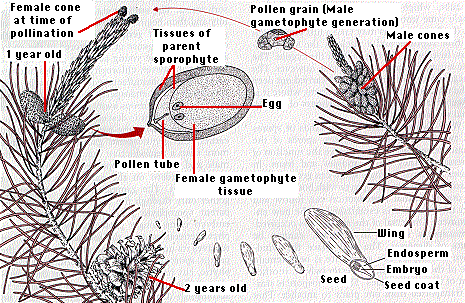 Female cone
at time of
pollination
1 year old
Tissues of
parent
sporophyte
Pollen grain (Male
gametophyte generation)
Male cones
Egg
Pollen tube
Female gametophyte
tissue
2 years old
Wing
Endosperm
Embryo
Seed coat
Seed